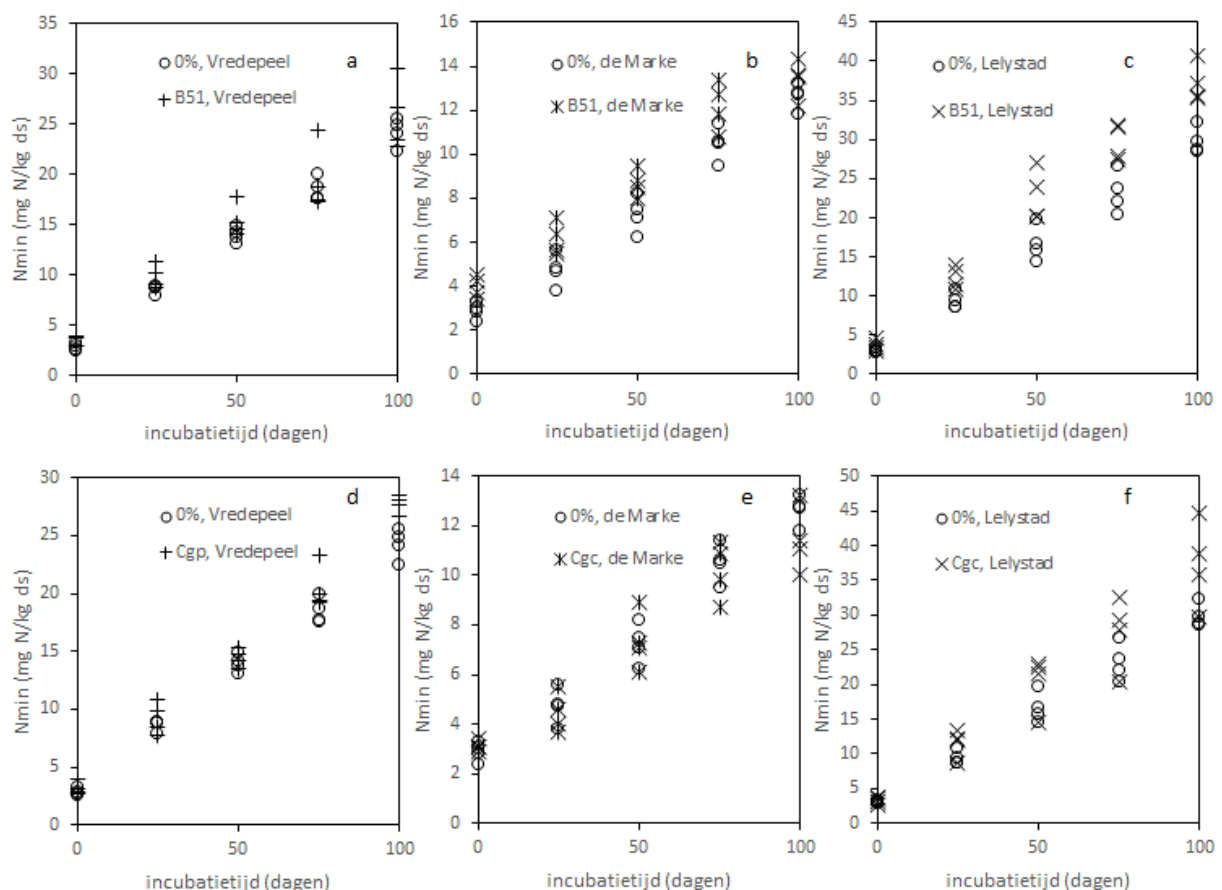 a
0%, Vredepeel
B51, Vredepeel
Nmin (mg N/kg ds)
35
30
25
20
15
10
5
0
0
50
100
incubatietijd (dagen)
b
0%, de Marke
B51, de Marke
Nmin (mg N/kg ds)
16
14
12
10
8
6
4
2
0
0
50
100
incubatietijd (dagen)
c
0%, Lelystad
B51, Lelystad
Nmin (mg N/kg ds)
45
40
35
30
25
20
15
10
5
0
0
50
100
incubatietijd (dagen)
d
0%, Vredepeel
Cgp, Vredepeel
Nmin (mg N/kg ds)
30
25
20
15
10
5
0
0
50
100
incubatietijd (dagen)
e
0%, de Marke
Cgc, de Marke
Nmin (mg N/kg ds)
14
12
10
8
6
4
2
0
0
50
100
incubatietijd (dagen)
f
0%, Lelystad
Cgc, Lelystad
Nmin (mg N/kg ds)
50
45
40
35
30
25
20
15
10
5
0
0
50
100
incubatietijd (dagen)